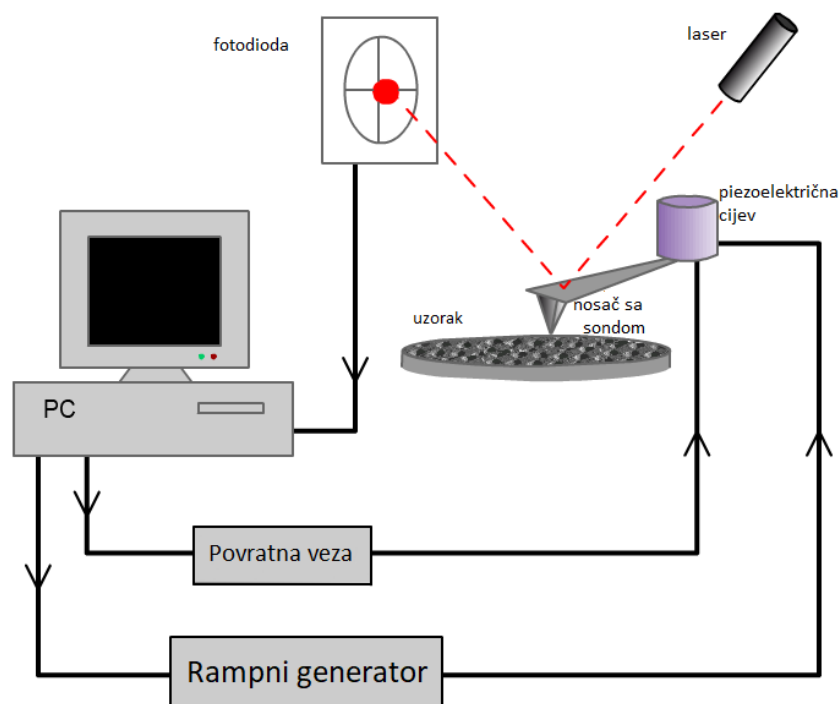 fotodioda
laser
piezoelektrična
cijev
nosač sa
sondom
uzorak
PC
Povratna veza
Rampni generator